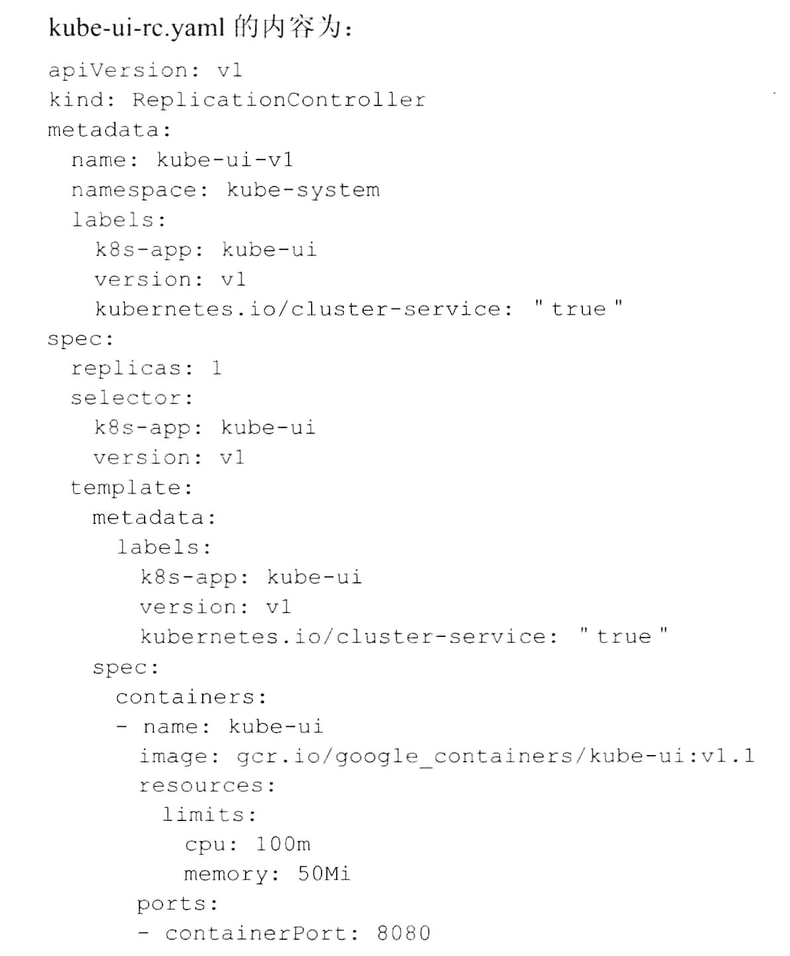 kube-ui-rc.yaml 的内容为：
apiVersion: v1
kind: ReplicationController
metadata:
  name: kube-ui-v1
  namespace: kube-system
  labels:
    k8s-app: kube-ui
    version: v1
    kubernetes.io/cluster-service: "true"
spec:
  replicas: 1
  selector:
    k8s-app: kube-ui
    version: v1
  template:
    metadata:
      labels:
        k8s-app: kube-ui
        version: v1
        kubernetes.io/cluster-service: "true"
    spec:
      containers:
      - name: kube-ui
        image: gcr.io/google_containers/kube-ui:v1.1
        resources:
          limits:
            cpu: 100m
            memory: 50Mi
        ports:
        - containerPort: 8080